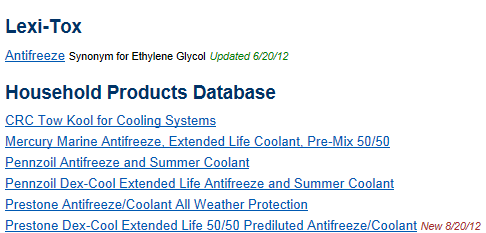 Lexi-Tox
Antifreeze Synonym for Ethylene Glycol Updated 6/20/12
Household Products Database
CRC Tow Kool for Cooling Systems
Mercury Marine Antifreeze, Extended Life Coolant, Pre-Mix 50/50
Pennzoil Antifreeze and Summer Coolant
Pennzoil Dex-Cool Extended Life Antifreeze and Summer Coolant
Prestone Antifreeze/Coolant All Weather Protection
Prestone Dex-Cool Extended Life 50/50 Prediluted Antifreeze/Coolant New 8/20/12